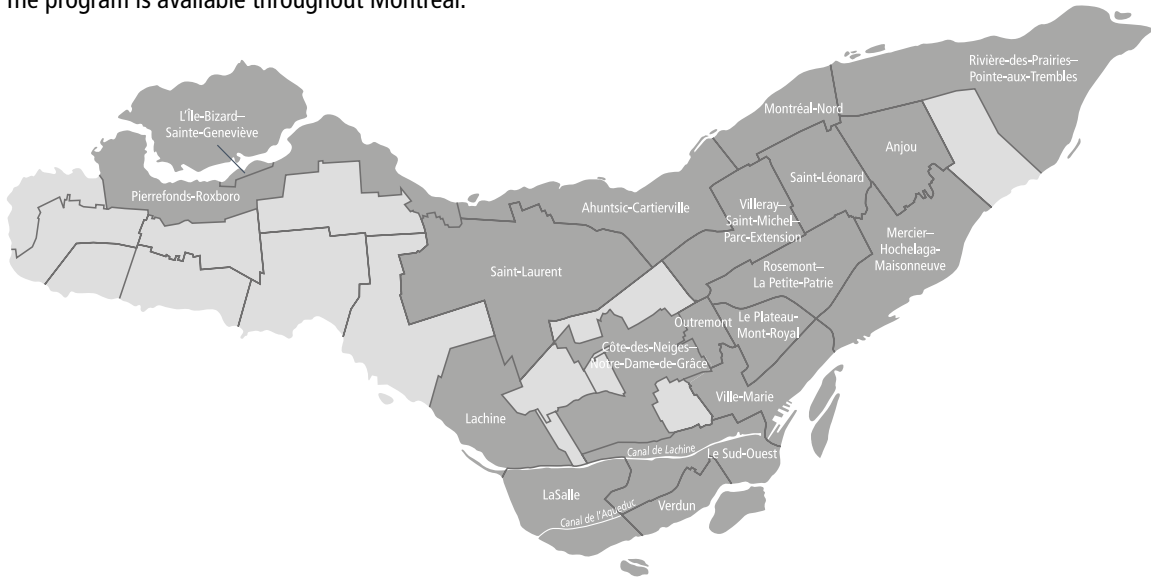 The program is available throughout Montréal.
Rivière-des-Prairies–
Pointe-aux-Trembles
Montréal-Nord
L'Île-Bizard–
Sainte-Geneviève
Anjou
Saint-Léonard
Pierrefonds-Roxboro
Ahuntsic-Cartierville
Villeray–
Saint-Michel–
Parc-Extension
Mercier–
Hochelaga-
Maisonneuve
Saint-Laurent
Rosemont–
La Petite-Patrie
Outremont
Le Plateau-
Mont-Royal
Côte-des-Neiges–
Notre-Dame-de-Grâce
Ville-Marie
Lachine
Canal de Lachine
Le Sud-Ouest
LaSalle
Verdun
Canal de l'Aqueduc